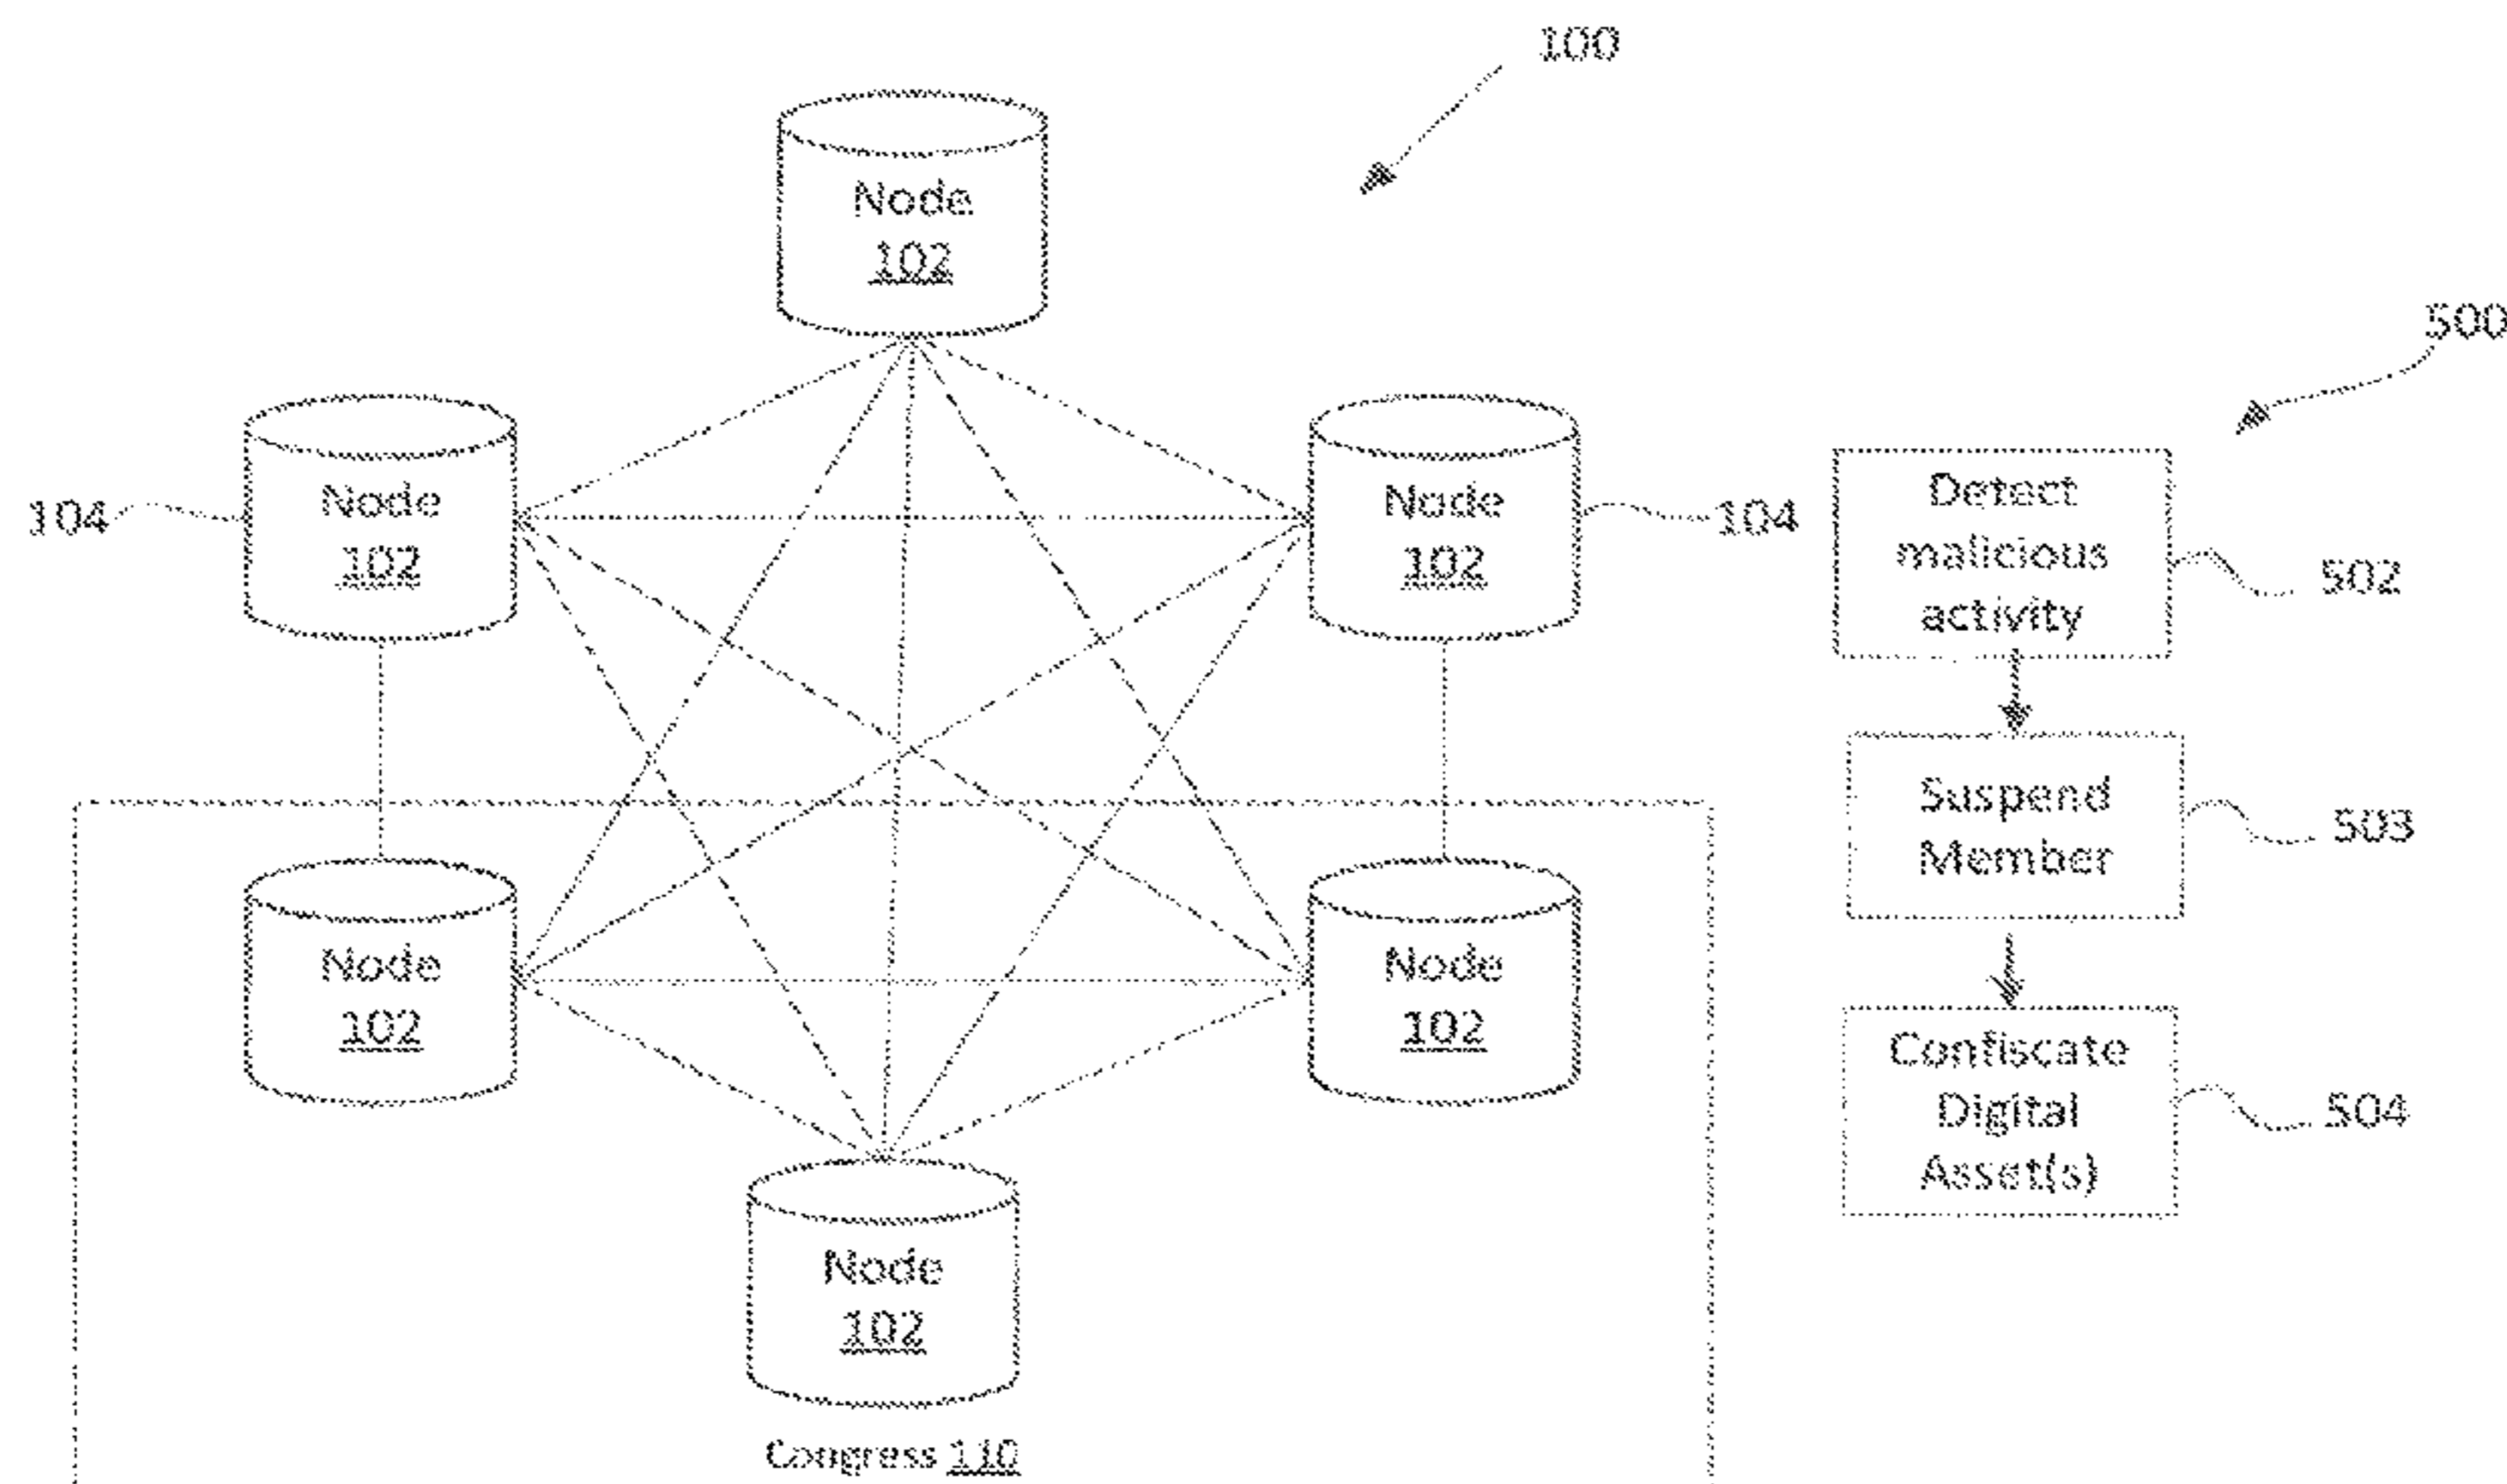 100
Node
102
500
104
Node
102
Node
102
104
Detect
malicious
activity
502
Suspend
Member
503
Node
102
Node
102
Confiscate
Digital
Asset(s)
504
Node
102
Congress 110